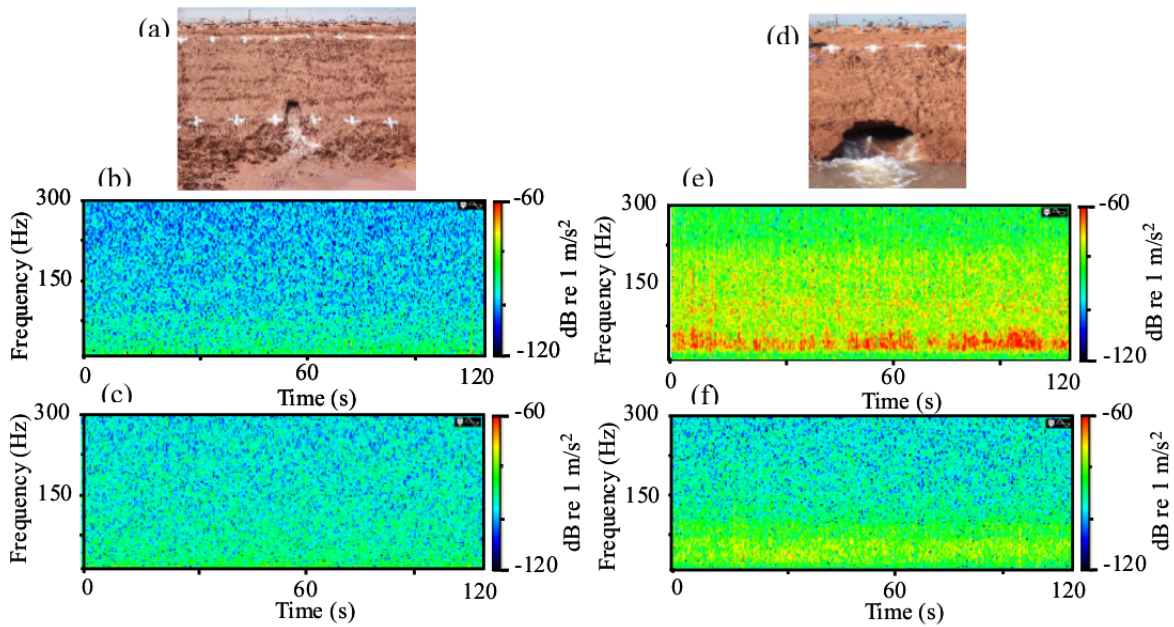 (a)
(d)
(b)
(e)
300
150
Frequency (Hz)
0
60
120
Time (s)
-60
-120
dB re 1 m/s²
300
150
Frequency (Hz)
0
60
120
Time (s)
-60
-120
dB re 1 m/s²
(c)
(f)
300
150
Frequency (Hz)
0
60
120
Time (s)
-60
-120
dB re 1 m/s²
300
150
Frequency (Hz)
0
60
120
Time (s)
-60
-120
dB re 1 m/s²